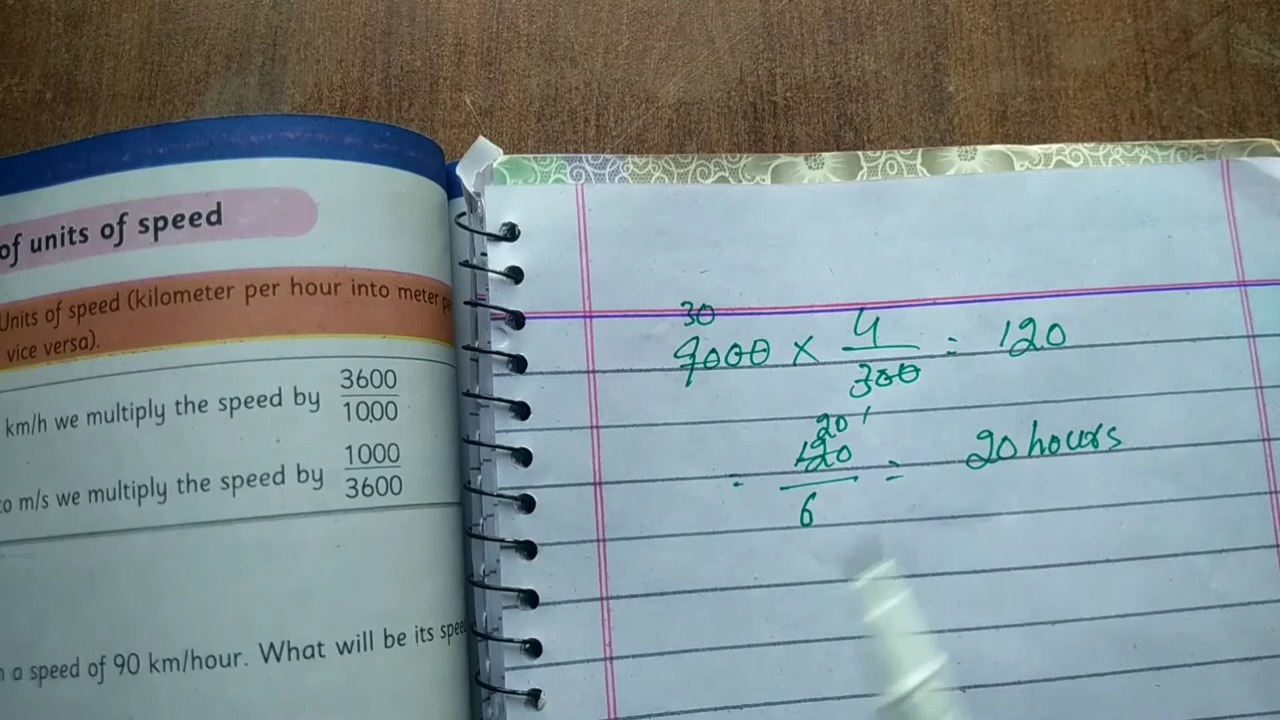 of units of speed
Units of speed (kilometer per hour into meter
vice versa).
km/h we multiply the speed by 3600/1000
to m/s we multiply the speed by 1000/3600
a speed of 90 km/hour. What will be its
30
9000 × 4/300 = 120
20
120/6 = 20 hours